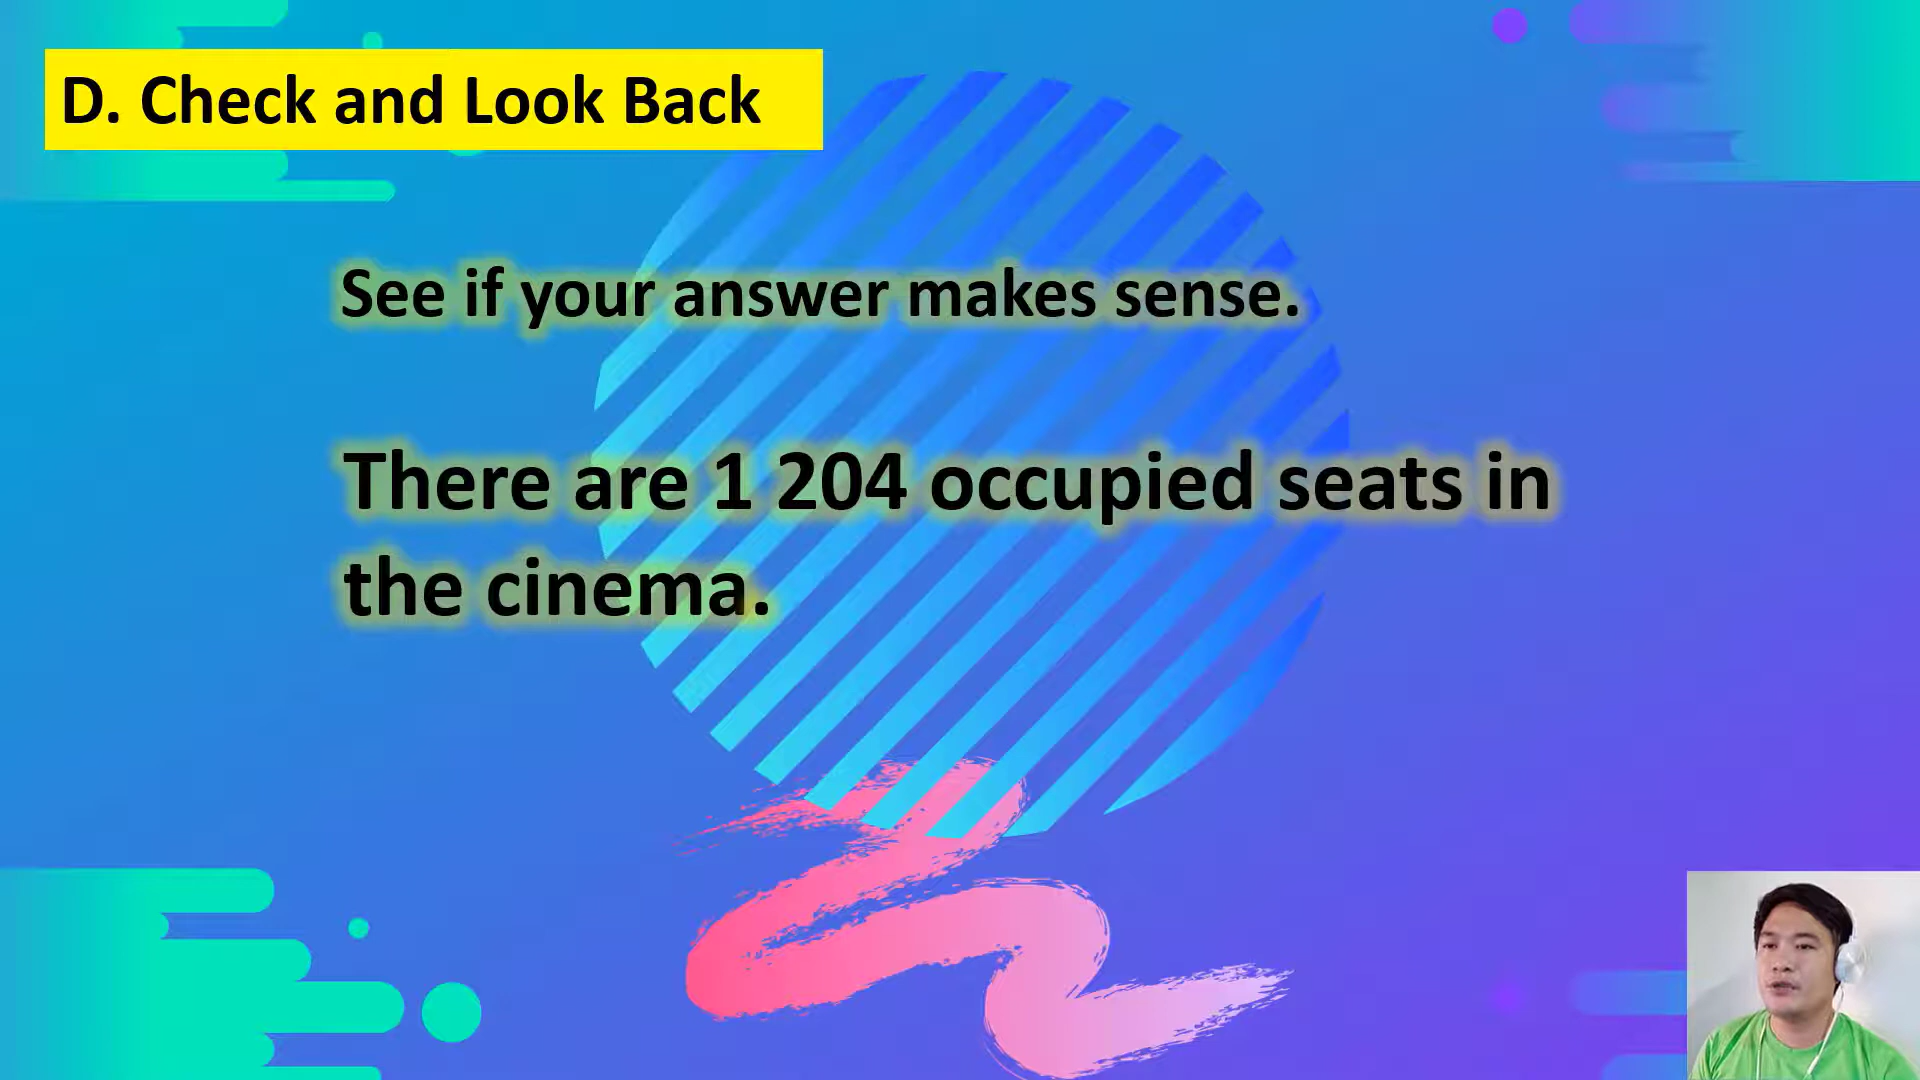 D. Check and Look Back
See if your answer makes sense.
There are 1 204 occupied seats in
the cinema.